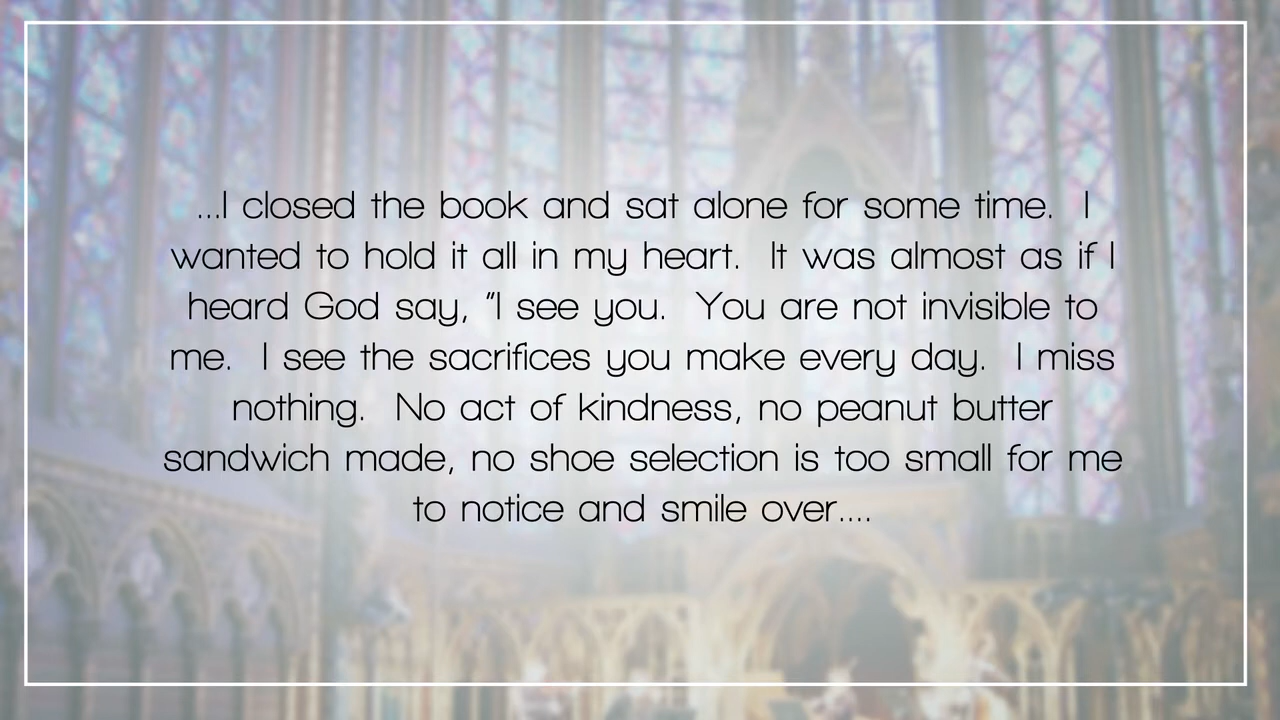 ...I closed the book and sat alone for some time.  I
wanted to hold it all in my heart.  It was almost as if I
heard God say, "I see you.  You are not invisible to
me.  I see the sacrifices you make every day.  I miss
nothing.  No act of kindness, no peanut butter
sandwich made, no shoe selection is too small for me
to notice and smile over....